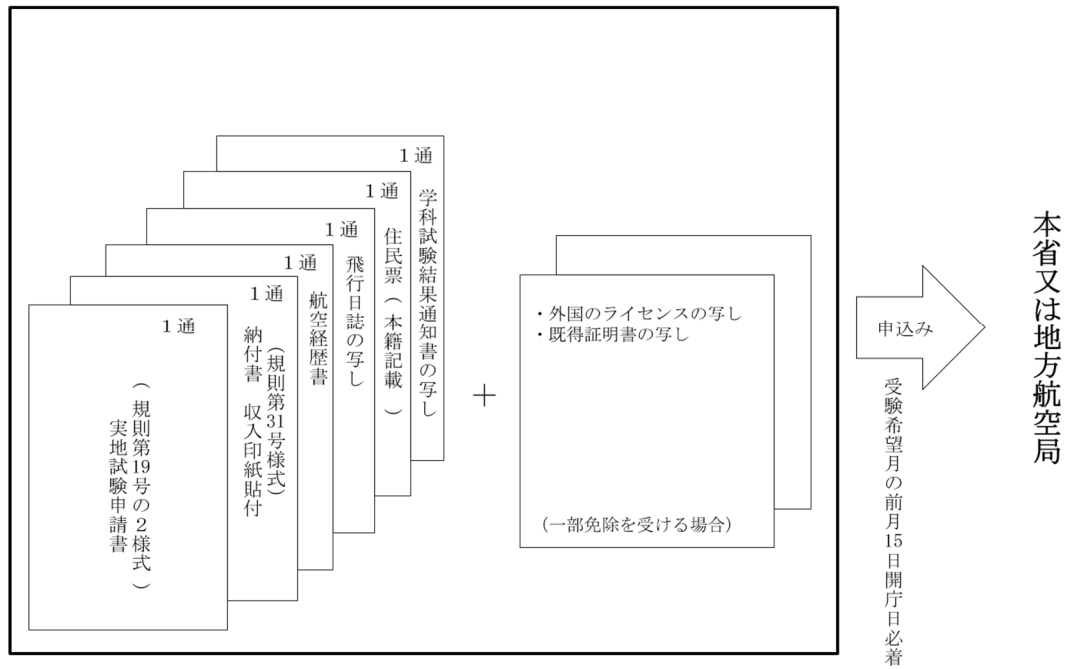 1通
実地試験申請書
（規則第19号の2様式）
1通
納付書 収入印紙貼付
（規則第31号様式）
1通
航空経歴書
1通
飛行日誌の写し
1通
住民票（本籍記載）
1通
学科試験結果通知書の写し
＋
・外国のライセンスの写し
・既得証明書の写し
（一部免除を受ける場合）
申込み
受験希望月の前月15日開庁日必着
本省又は地方航空局